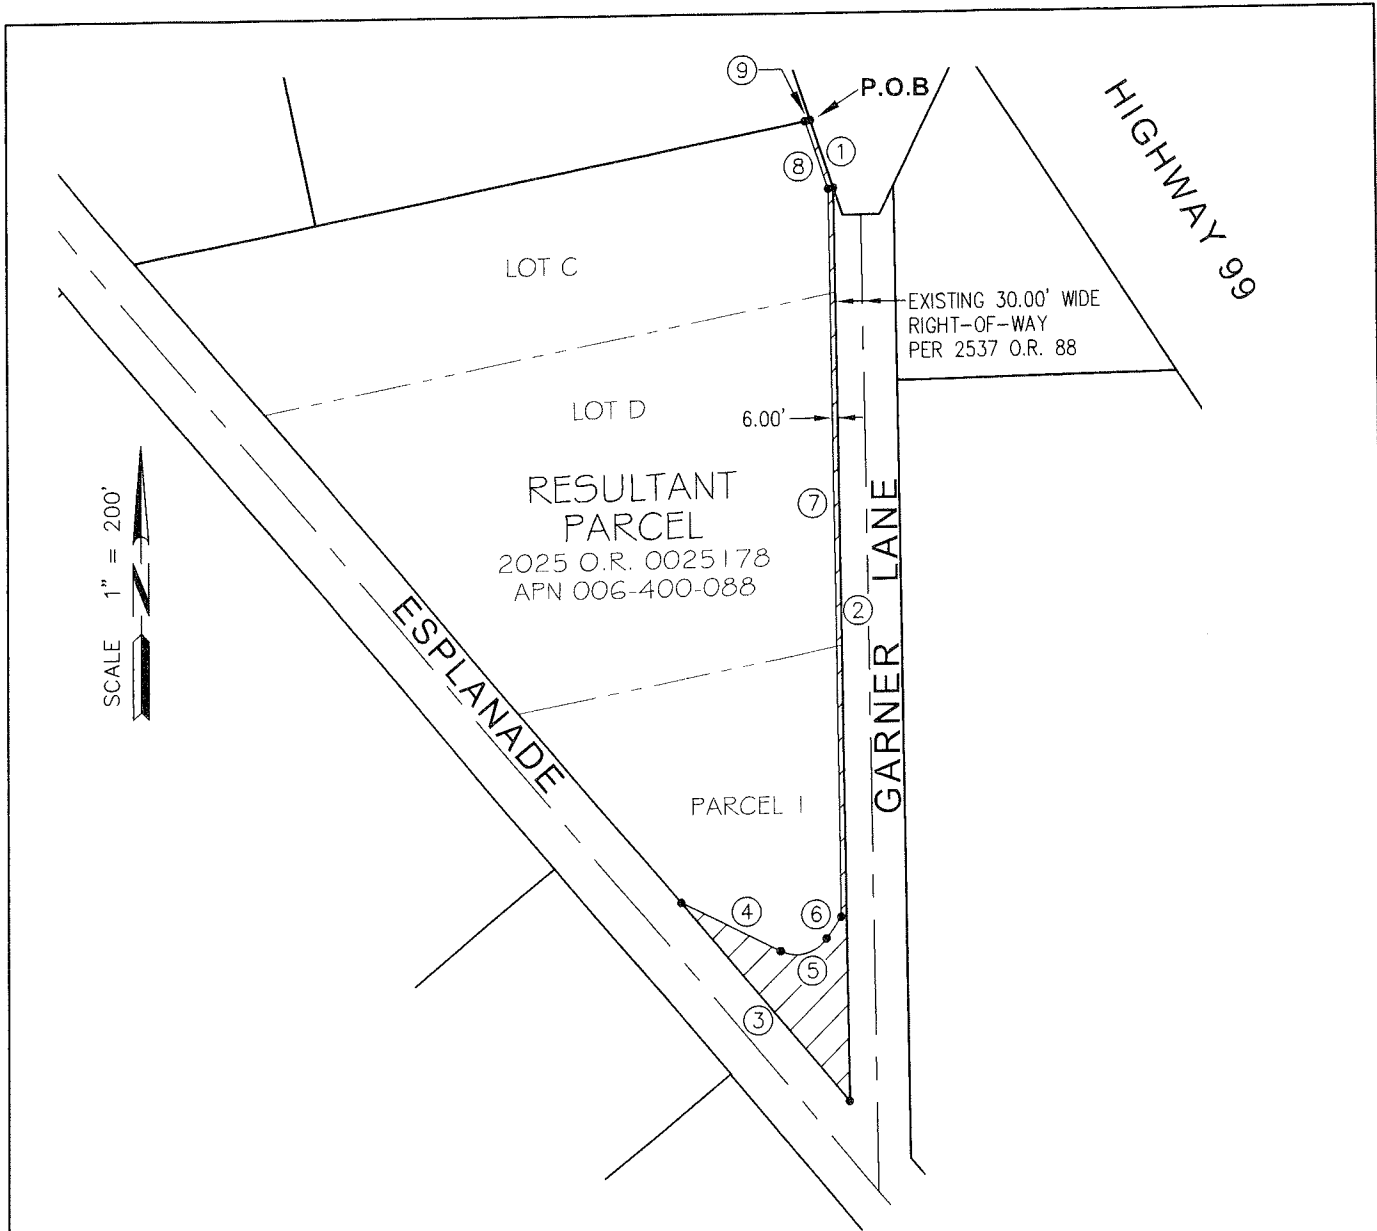 9
P.O.B
1
8
HIGHWAY 99
LOT C
EXISTING 30.00' WIDE
RIGHT-OF-WAY
PER 2537 O.R. 88
LOT D
6.00'
RESULTANT
PARCEL
2025 O.R. 0025178
APN 006-400-088
7
SCALE 1" = 200'
N
ESPLANADE
2
GARNER LANE
PARCEL 1
4
6
5
3